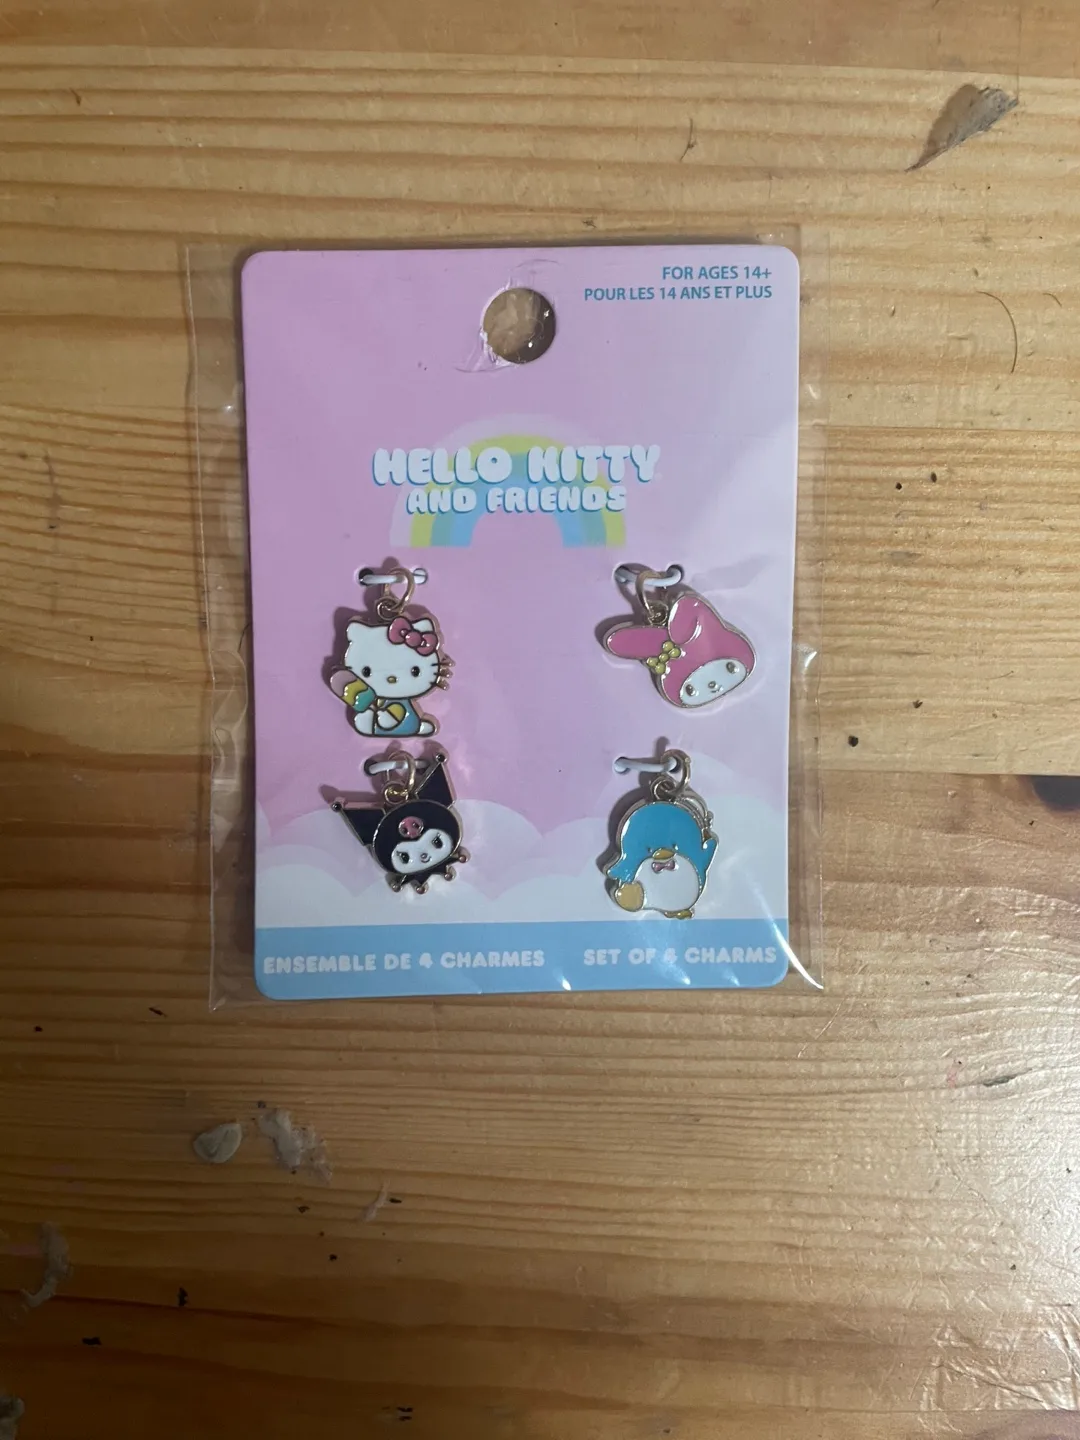 FOR AGES 14+
POUR LES 14 ANS ET PLUS
HELLO KITTY
AND FRIENDS
ENSEMBLE DE 4 CHARMES
SET OF 4 CHARMS